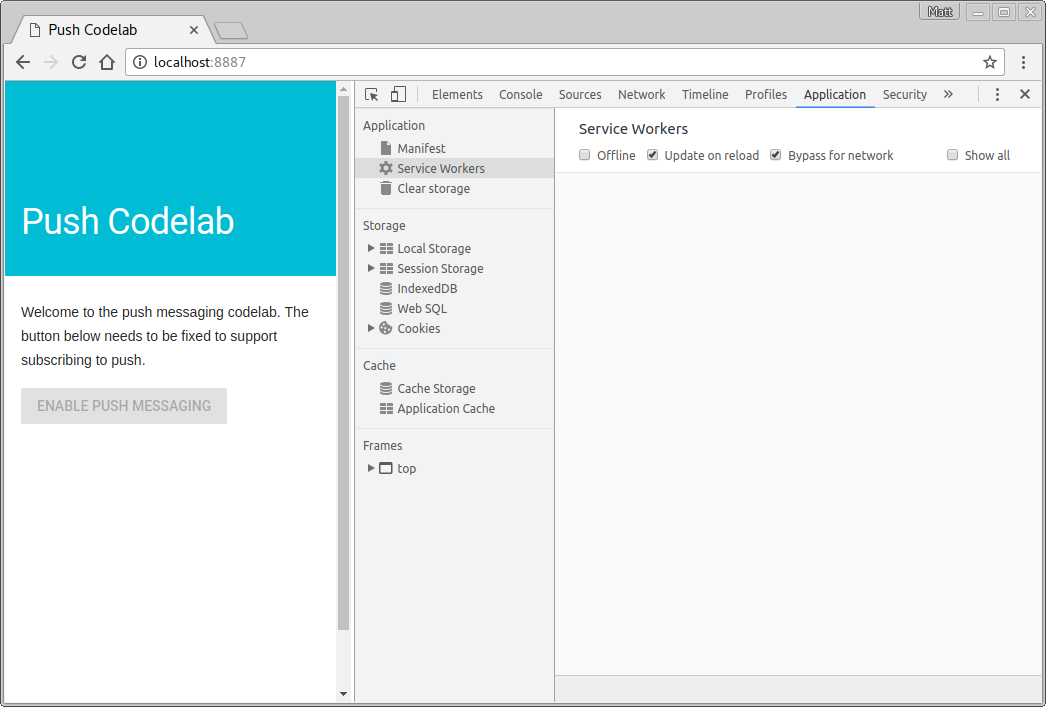 Matt
Push Codelab
localhost:8887
Elements Console Sources Network Timeline Profiles Application Security »
Push Codelab
Welcome to the push messaging codelab. The
button below needs to be fixed to support
subscribing to push.
ENABLE PUSH MESSAGING
Application
Manifest
Service Workers
Clear storage
Storage
Local Storage
Session Storage
IndexedDB
Web SQL
Cookies
Cache
Cache Storage
Application Cache
Frames
top
Service Workers
Offline Update on reload Bypass for network Show all